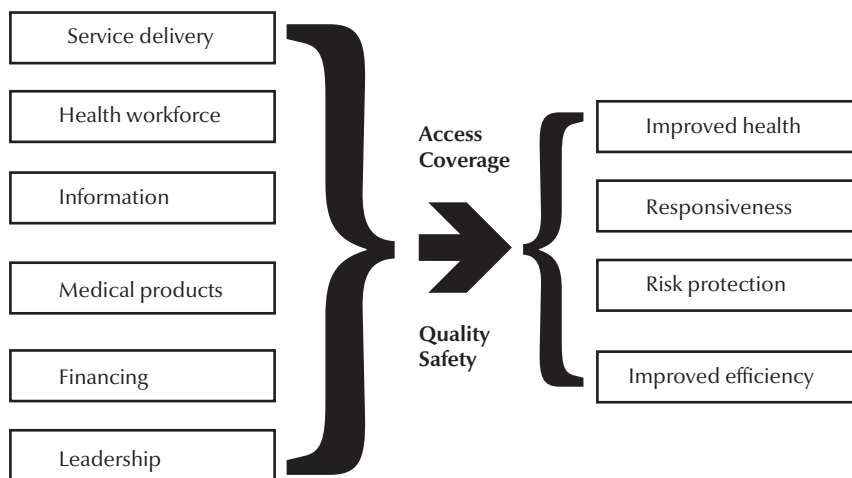 Service delivery
Health workforce
Information
Medical products
Financing
Leadership
Access
Coverage
Quality
Safety
Improved health
Responsiveness
Risk protection
Improved efficiency